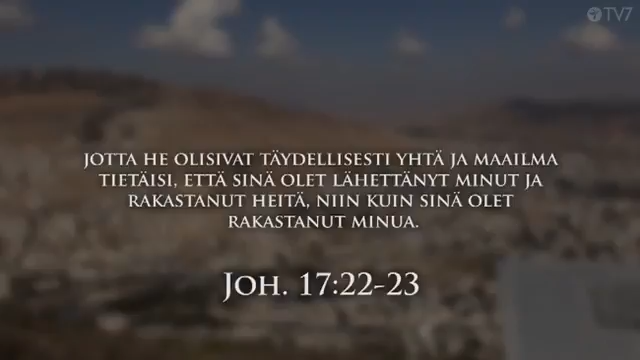 TV7
JOTTA HE OLISIVAT TÄYDELLISESTI YHTÄ JA MAAILMA
TIETÄISI, ETTÄ SINÄ OLET LÄHETTÄNYT MINUT JA
RAKASTANUT HEITÄ, NIIN KUIN SINÄ OLET
RAKASTANUT MINUA.
JOH. 17:22-23